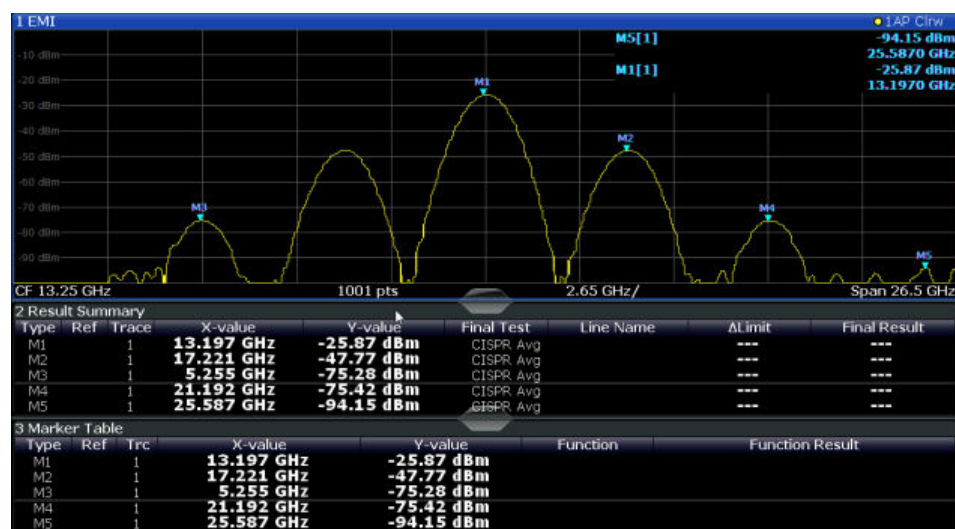 1 EMI 1AP Clrw
M5[1] -94.15 dBm
25.5870 GHz
M1[1] -25.87 dBm
13.1970 GHz
-10 dBm
-20 dBm
-30 dBm
-40 dBm
-50 dBm
-60 dBm
-70 dBm
-80 dBm
-90 dBm
M1
M2
M3
M4
M5
CF 13.25 GHz 1001 pts 2.65 GHz/ Span 26.5 GHz
2 Result Summary
Type Ref Trace X-value Y-value Final Test Line Name ΔLimit Final Result
M1 1 13.197 GHz -25.87 dBm CISPR Avg --- ---
M2 1 17.221 GHz -47.77 dBm CISPR Avg --- ---
M3 1 5.255 GHz -75.28 dBm CISPR Avg --- ---
M4 1 21.192 GHz -75.42 dBm CISPR Avg --- ---
M5 1 25.587 GHz -94.15 dBm CISPR Avg --- ---
3 Marker Table
Type Ref Trc X-value Y-value Function Function Result
M1 1 13.197 GHz -25.87 dBm
M2 1 17.221 GHz -47.77 dBm
M3 1 5.255 GHz -75.28 dBm
M4 1 21.192 GHz -75.42 dBm
M5 1 25.587 GHz -94.15 dBm